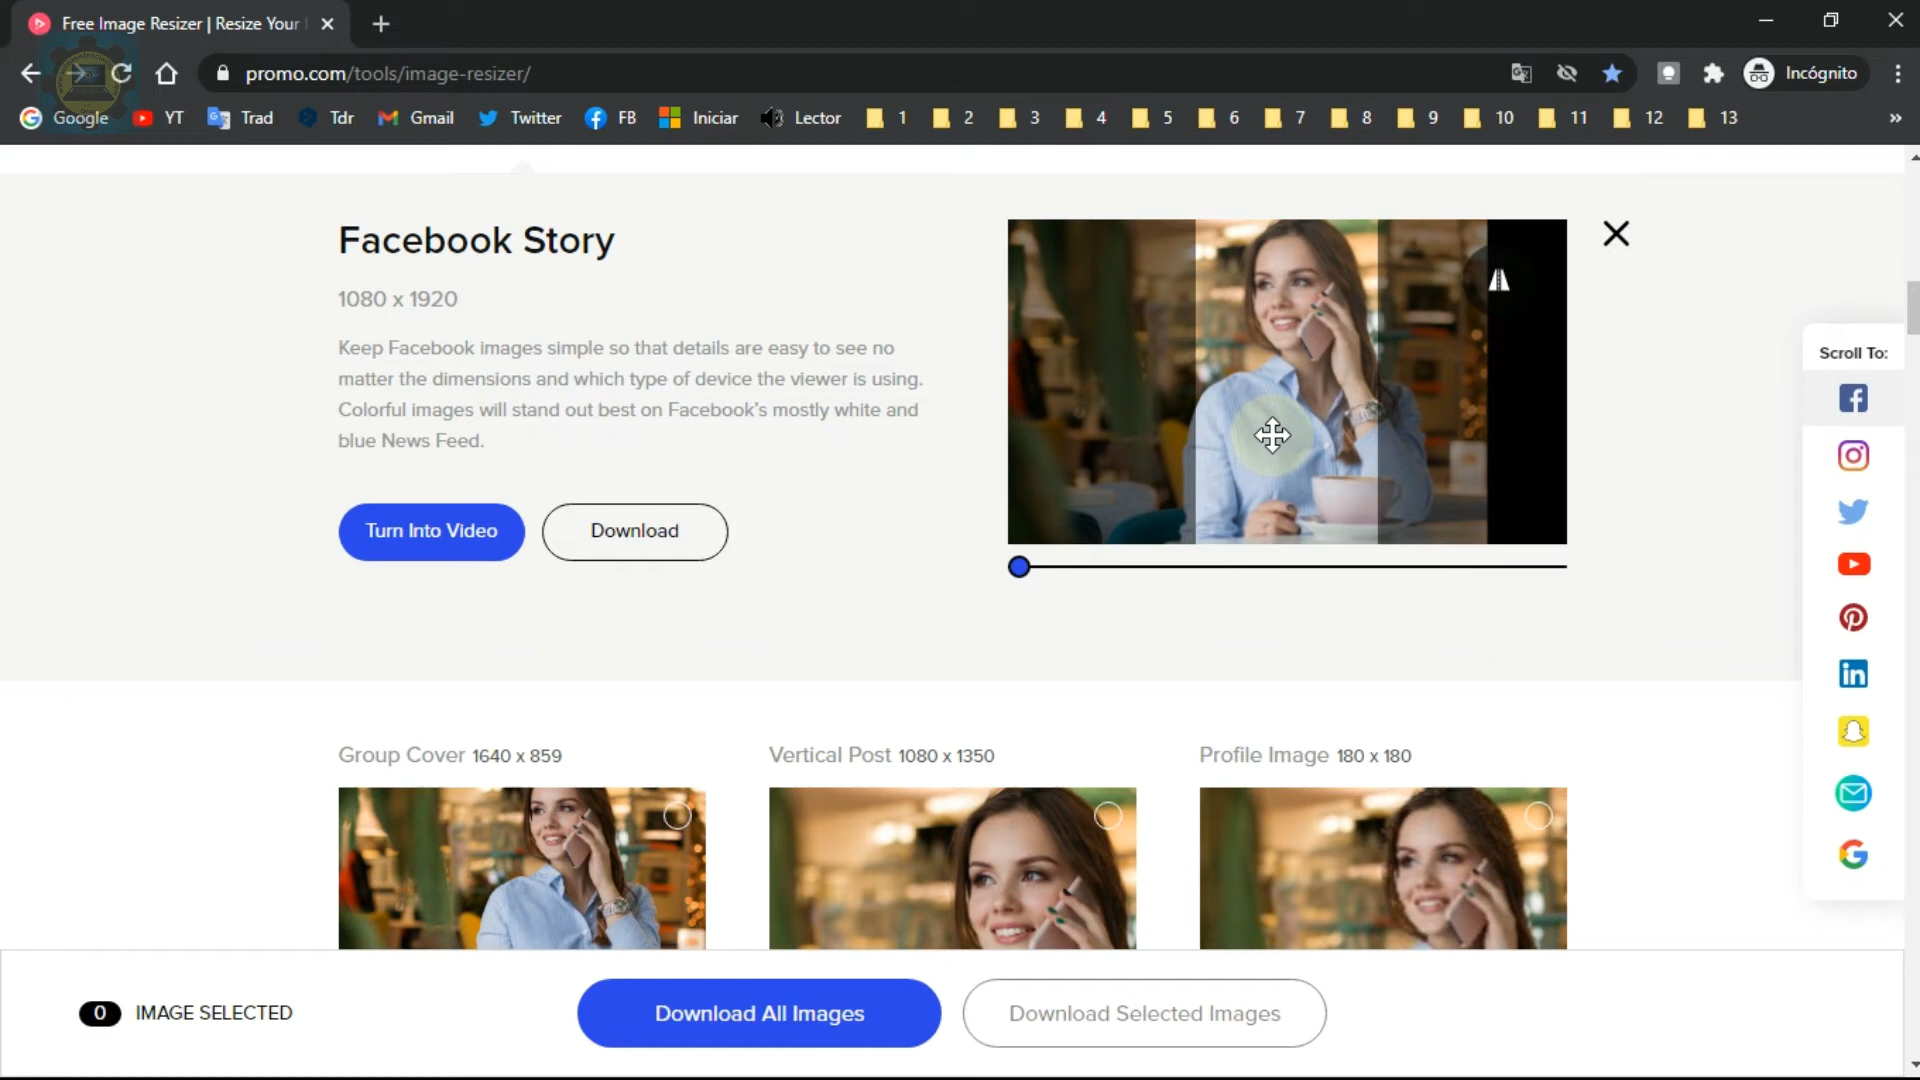 Free Image Resizer | Resize Your
promo.com/tools/image-resizer/
Incógnito
Google YT Trad Tdr Gmail Twitter FB Iniciar Lector 1 2 3 4 5 6 7 8 9 10 11 12 13 »
Facebook Story
1080 x 1920
Keep Facebook images simple so that details are easy to see no
matter the dimensions and which type of device the viewer is using.
Colorful images will stand out best on Facebook's mostly white and
blue News Feed.
Turn Into Video Download
Scroll To:
Group Cover 1640 x 859
Vertical Post 1080 x 1350
Profile Image 180 x 180
0 IMAGE SELECTED
Download All Images
Download Selected Images